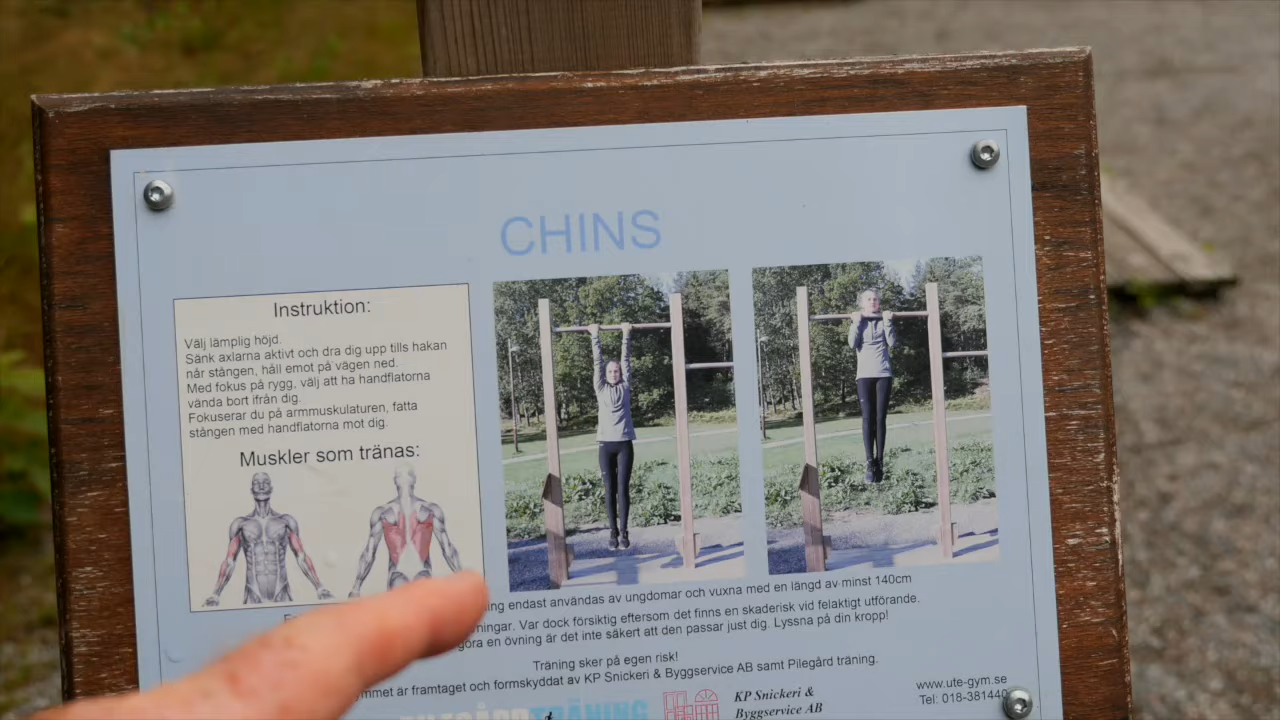 CHINS
Instruktion:
Välj lämplig höjd.
Sänk axlarna aktivt och dra dig upp tills hakan
når stången, håll emot på vägen ned.
Med fokus på rygg, välj att ha handflatorna
vända bort ifrån dig.
Fokuserar du på armmuskulaturen, fatta
stången med handflatorna mot dig.
Muskler som tränas:
endast användas av ungdomar och vuxna med en längd av minst 140cm
Var dock försiktig eftersom det finns en skaderisk vid felaktigt utförande.
en övning är det inte säkert att den passar just dig. Lyssna på din kropp!
Träning sker på egen risk!
är framtaget och formskyddat av KP Snickeri & Byggservice AB samt Pilegård träning.
www.ute-gym.se
Tel: 018-381440
KP Snickeri &
Byggservice AB
TRÄNING